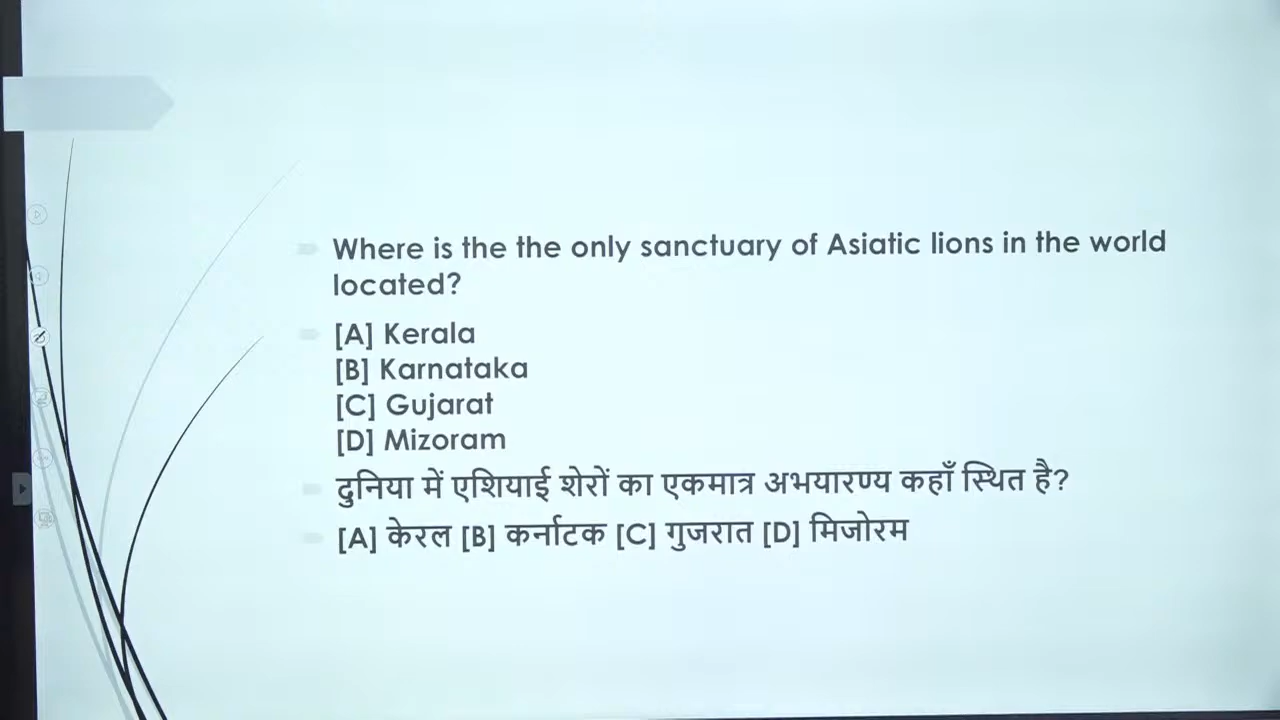 Where is the the only sanctuary of Asiatic lions in the world
located?
[A] Kerala
[B] Karnataka
[C] Gujarat
[D] Mizoram
दुनिया में एशियाई शेरों का एकमात्र अभयारण्य कहाँ स्थित है?
[A] केरल [B] कर्नाटक [C] गुजरात [D] मिजोरम